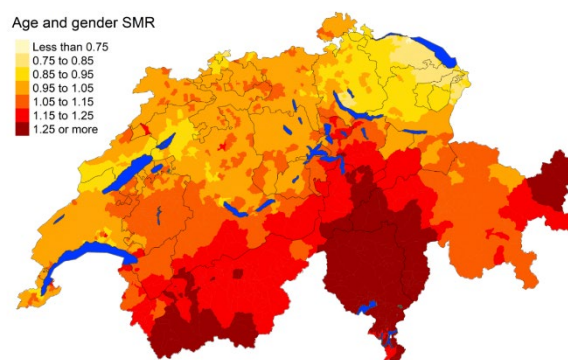 Age and gender SMR
Less than 0.75
0.75 to 0.85
0.85 to 0.95
0.95 to 1.05
1.05 to 1.15
1.15 to 1.25
1.25 or more